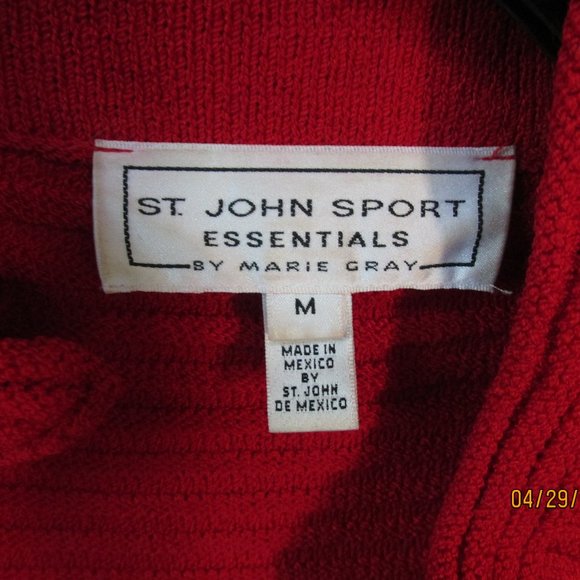 ST. JOHN SPORT
ESSENTIALS
BY MARIE GRAY
M
MADE IN
MEXICO
BY
ST. JOHN
DE MEXICO
04/29/